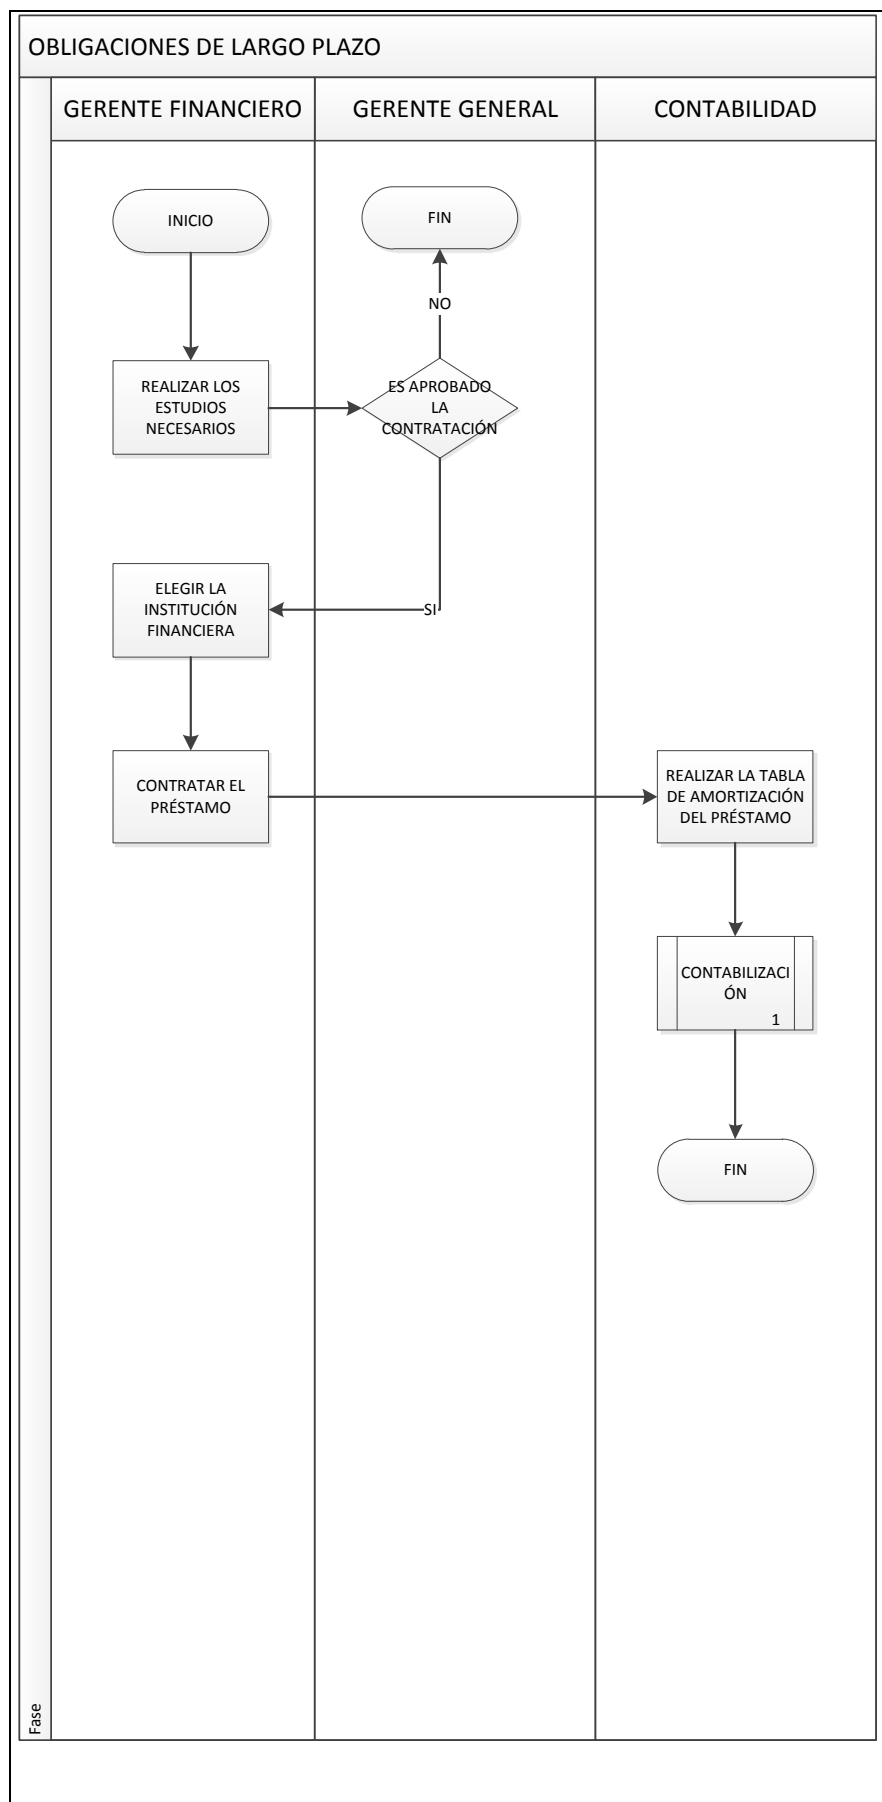 OBLIGACIONES DE LARGO PLAZO
GERENTE FINANCIERO
GERENTE GENERAL
CONTABILIDAD
INICIO
FIN
NO
REALIZAR LOS
ESTUDIOS
NECESARIOS
ES APROBADO
LA
CONTRATACIÓN
ELEGIR LA
INSTITUCIÓN
FINANCIERA
SI
CONTRATAR EL
PRÉSTAMO
REALIZAR LA TABLA
DE AMORTIZACIÓN
DEL PRÉSTAMO
CONTABILIZACI
ÓN
1
FIN
Fase